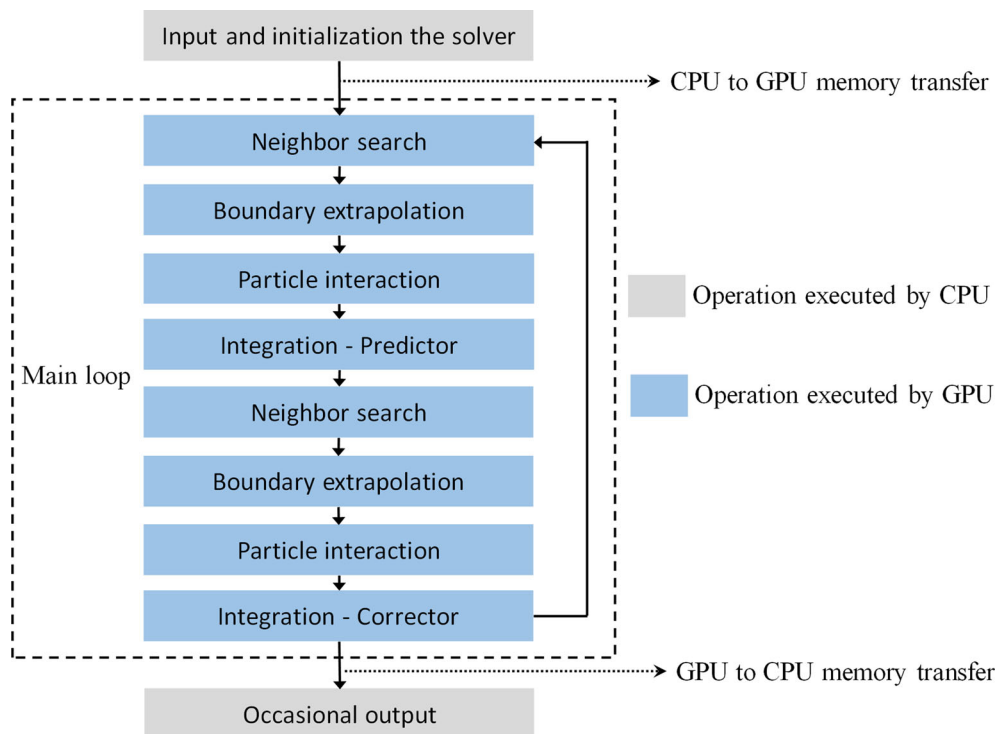 Input and initialization the solver
CPU to GPU memory transfer
Neighbor search
Boundary extrapolation
Particle interaction
Operation executed by CPU
Integration - Predictor
Main loop
Operation executed by GPU
Neighbor search
Boundary extrapolation
Particle interaction
Integration - Corrector
GPU to CPU memory transfer
Occasional output